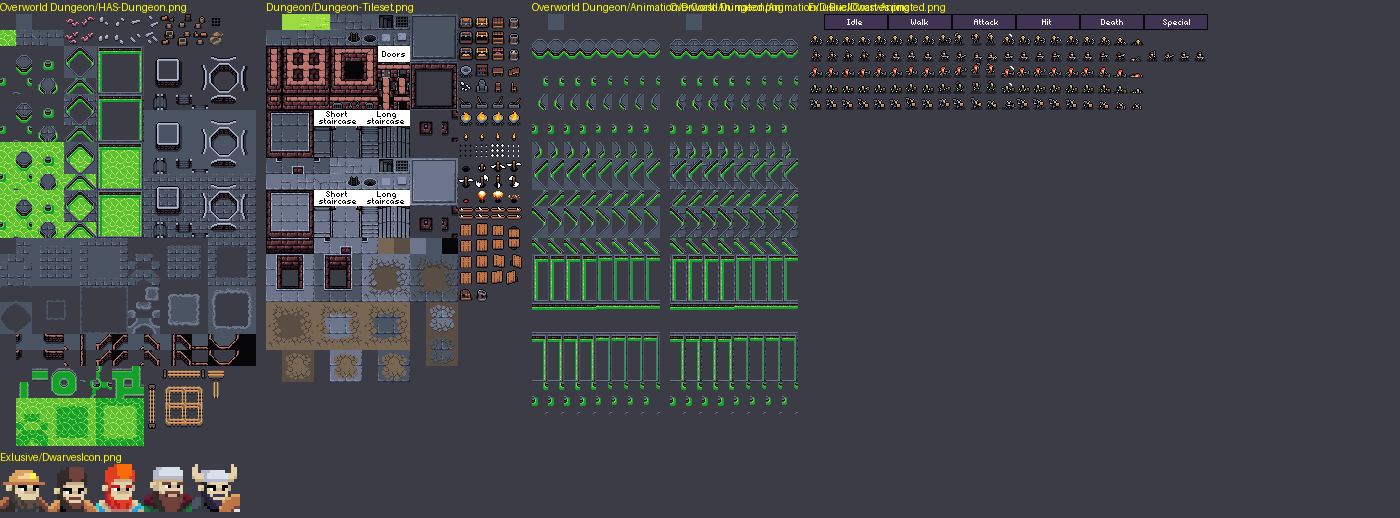 Overworld Dungeon/HAS-Dungeon.png
Dungeon/Dungeon-Tileset.png
Doors
Short staircase
Long staircase
Short staircase
Long staircase
Idle
Walk
Attack
Hit
Death
Special
Exlusive/DwarvesIcon.png